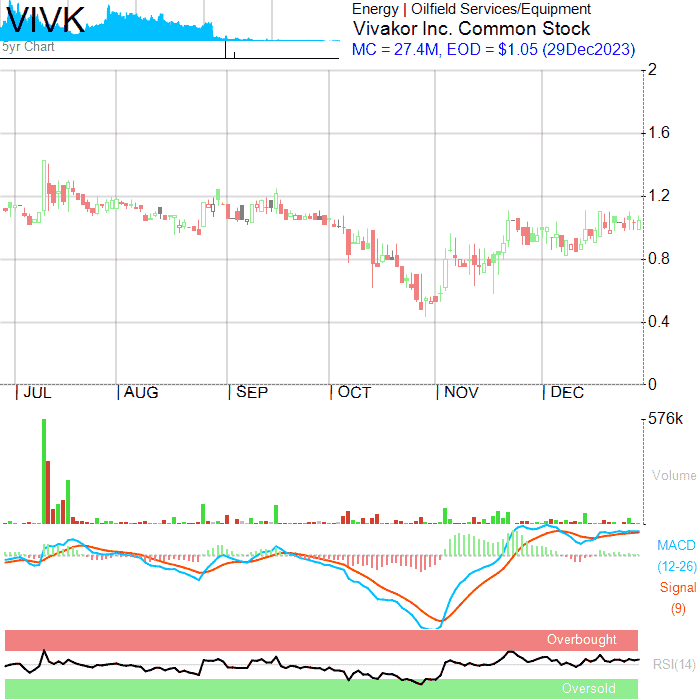 VIVK
5yr Chart
Energy | Oilfield Services/Equipment
Vivakor Inc. Common Stock
MC = 27.4M, EOD = $1.05 (29Dec2023)
2
1.6
1.2
0.8
0.4
0
JUL AUG SEP OCT NOV DEC
576k
Volume
MACD
(12-26)
Signal
(9)
Overbought
RSI(14)
Oversold